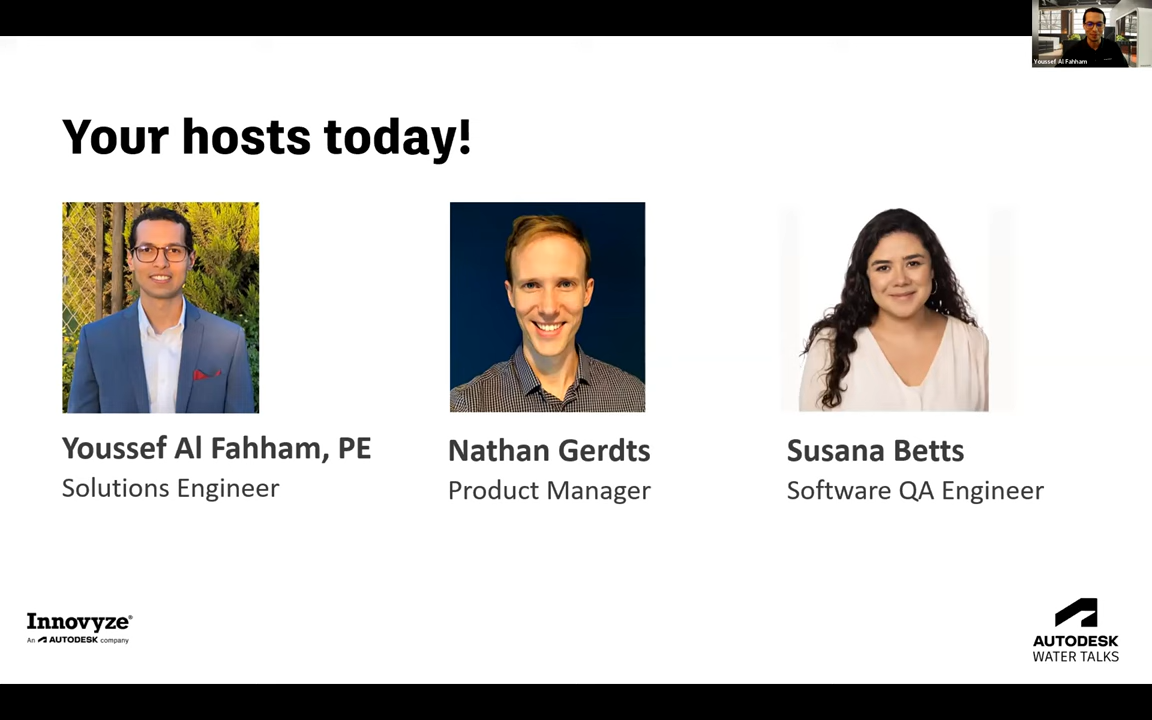 Youssef Al Fahham
Your hosts today!
Youssef Al Fahham, PE
Solutions Engineer
Nathan Gerdts
Product Manager
Susana Betts
Software QA Engineer
Innovyze®
An AUTODESK company
AUTODESK
WATER TALKS